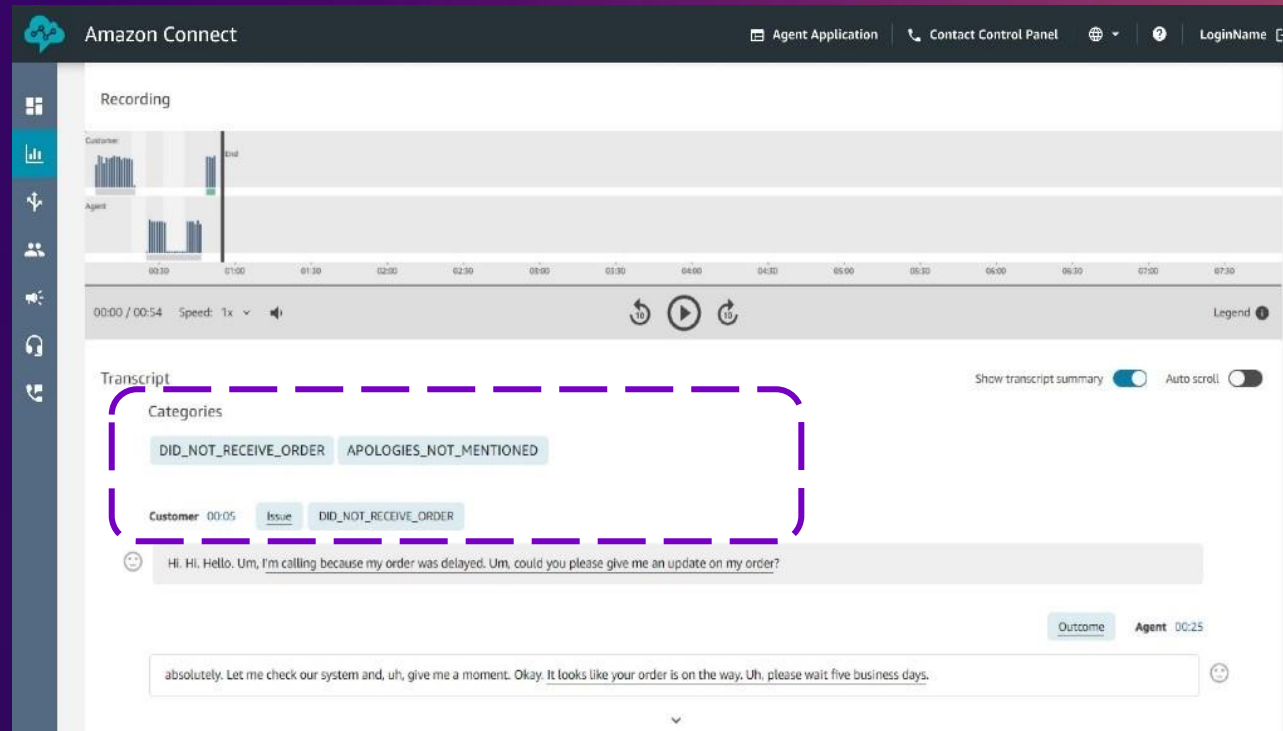 Amazon Connect
Agent Application
Contact Control Panel
LoginName
Recording
Customer
End
Agent
00:30 01:00 01:30 02:00 02:30 03:00 03:30 04:00 04:30 05:00 05:30 06:00 06:30 07:00 07:30
00:00 / 00:54 Speed: 1x
10
10
Legend
Transcript
Show transcript summary
Auto scroll
Categories
DID_NOT_RECEIVE_ORDER APOLOGIES_NOT_MENTIONED
Customer 00:05 Issue DID_NOT_RECEIVE_ORDER
Hi. Hi. Hello. Um, I'm calling because my order was delayed. Um, could you please give me an update on my order?
Outcome Agent 00:25
absolutely. Let me check our system and, uh, give me a moment. Okay. It looks like your order is on the way. Uh, please wait five business days.